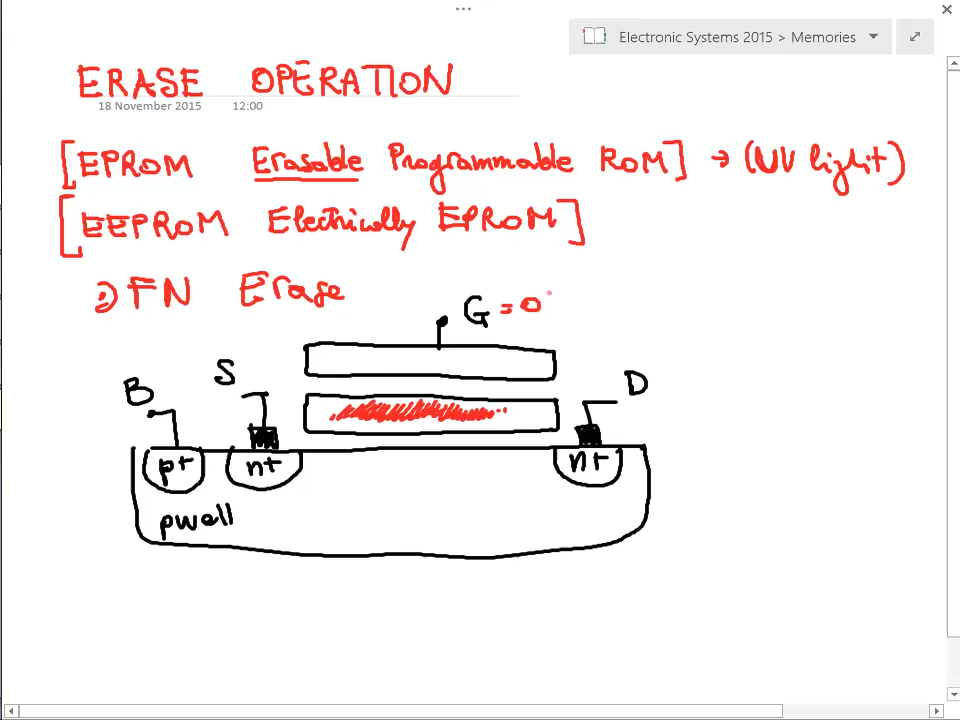 Electronic Systems 2015 > Memories
ERASE OPERATION
18 November 2015 12:00
[EPROM Erasable Programmable ROM] → (UV light)
[EEPROM Electrically EPROM]
FN Erase
G = 0
S
B
D
p+
n+
n+
pwell